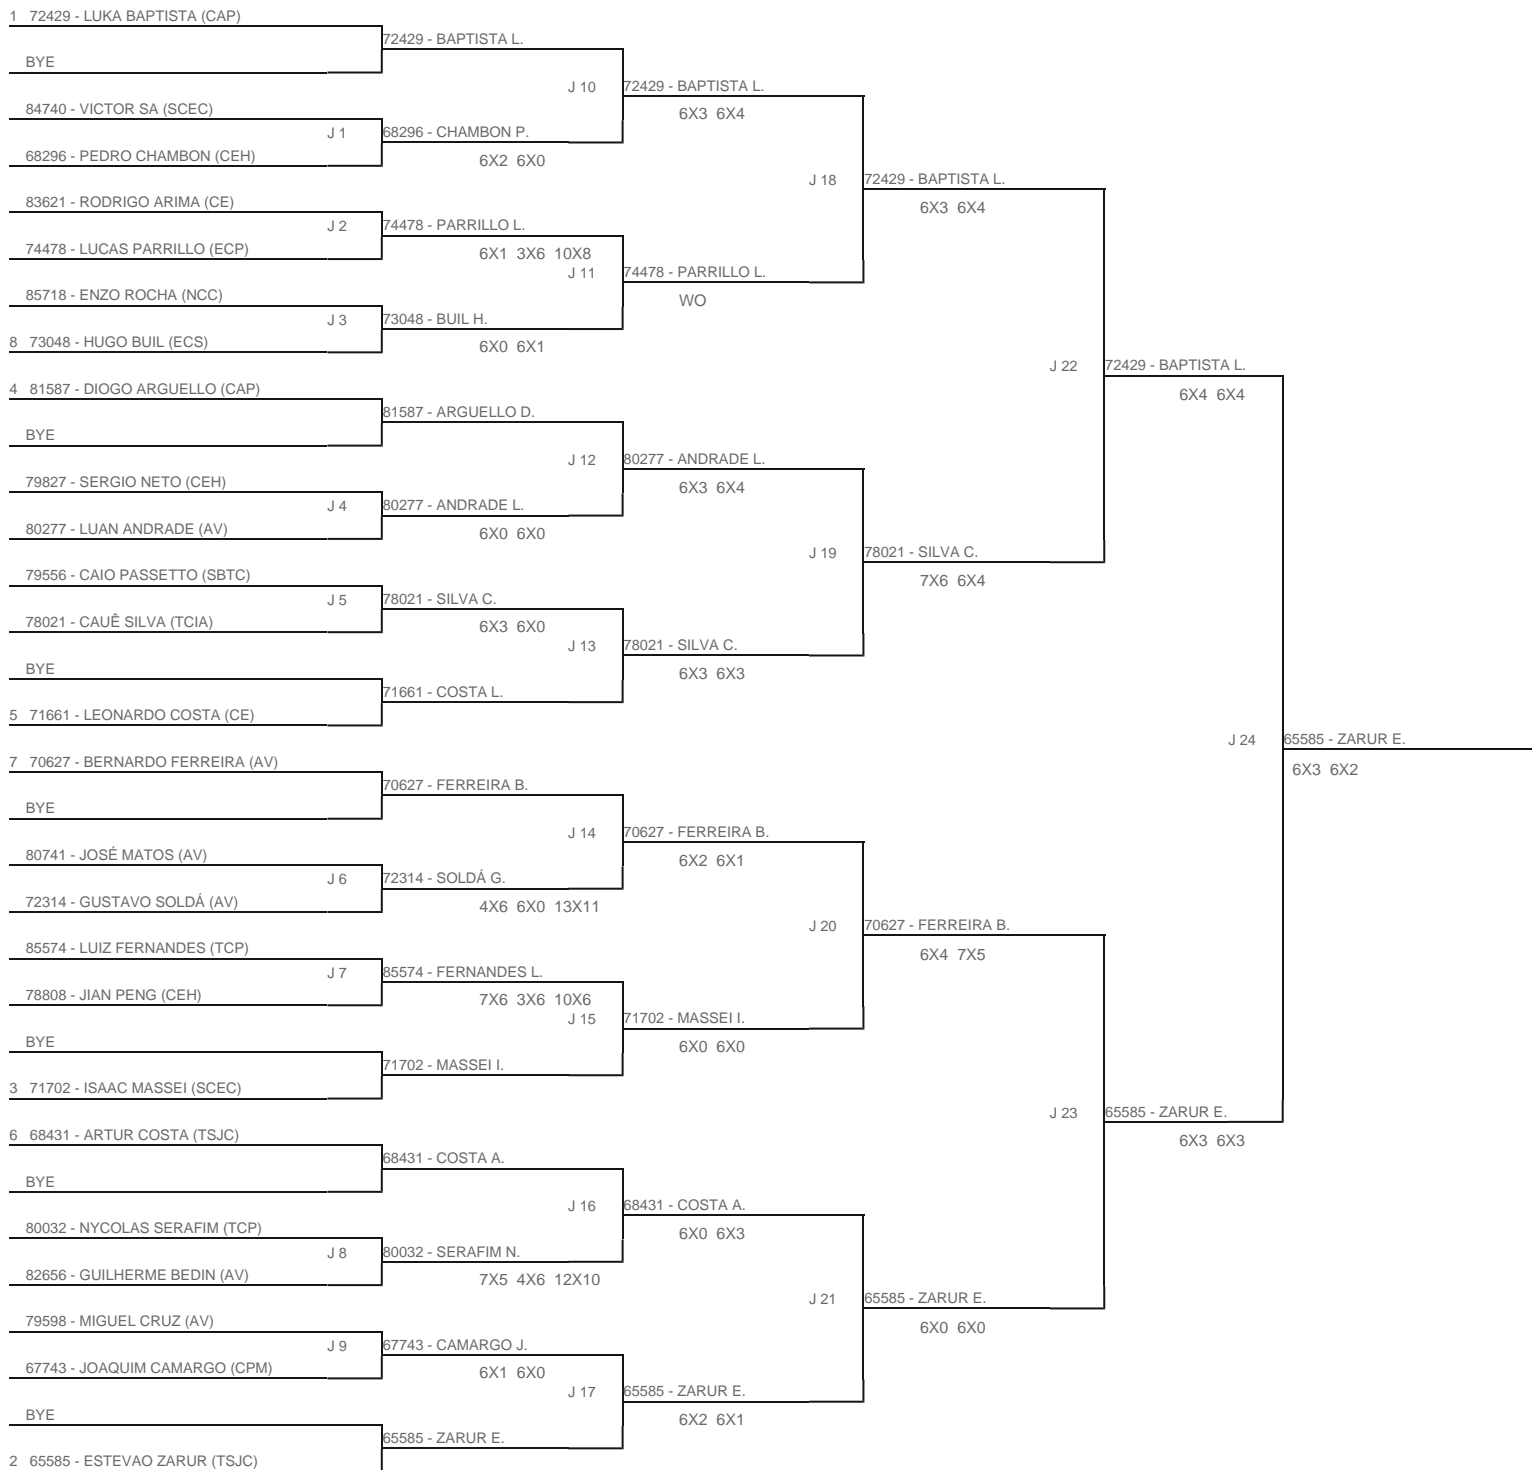 1 72429 - LUKA BAPTISTA (CAP)
BYE
84740 - VICTOR SA (SCEC)
68296 - PEDRO CHAMBON (CEH)
83621 - RODRIGO ARIMA (CE)
74478 - LUCAS PARRILLO (ECP)
85718 - ENZO ROCHA (NCC)
8 73048 - HUGO BUIL (ECS)
4 81587 - DIOGO ARGUELLO (CAP)
BYE
79827 - SERGIO NETO (CEH)
80277 - LUAN ANDRADE (AV)
79556 - CAIO PASSETTO (SBTC)
78021 - CAUÊ SILVA (TCIA)
BYE
5 71661 - LEONARDO COSTA (CE)
7 70627 - BERNARDO FERREIRA (AV)
BYE
80741 - JOSÉ MATOS (AV)
72314 - GUSTAVO SOLDÁ (AV)
85574 - LUIZ FERNANDES (TCP)
78808 - JIAN PENG (CEH)
BYE
3 71702 - ISAAC MASSEI (SCEC)
6 68431 - ARTUR COSTA (TSJC)
BYE
80032 - NYCOLAS SERAFIM (TCP)
82656 - GUILHERME BEDIN (AV)
79598 - MIGUEL CRUZ (AV)
67743 - JOAQUIM CAMARGO (CPM)
BYE
2 65585 - ESTEVAO ZARUR (TSJC)
J 1
J 2
J 3
J 4
J 5
J 6
J 7
J 8
J 9
72429 - BAPTISTA L.
68296 - CHAMBON P.
6X2 6X0
74478 - PARRILLO L.
6X1 3X6 10X8
73048 - BUIL H.
6X0 6X1
81587 - ARGUELLO D.
80277 - ANDRADE L.
6X0 6X0
78021 - SILVA C.
6X3 6X0
71661 - COSTA L.
70627 - FERREIRA B.
72314 - SOLDÁ G.
4X6 6X0 13X11
85574 - FERNANDES L.
7X6 3X6 10X6
71702 - MASSEI I.
68431 - COSTA A.
80032 - SERAFIM N.
7X5 4X6 12X10
67743 - CAMARGO J.
6X1 6X0
65585 - ZARUR E.
J 10
J 11
J 12
J 13
J 14
J 15
J 16
J 17
72429 - BAPTISTA L.
6X3 6X4
74478 - PARRILLO L.
WO
80277 - ANDRADE L.
6X3 6X4
78021 - SILVA C.
6X3 6X3
70627 - FERREIRA B.
6X2 6X1
71702 - MASSEI I.
6X0 6X0
68431 - COSTA A.
6X0 6X3
65585 - ZARUR E.
6X2 6X1
J 18
J 19
J 20
J 21
72429 - BAPTISTA L.
6X3 6X4
78021 - SILVA C.
7X6 6X4
70627 - FERREIRA B.
6X4 7X5
65585 - ZARUR E.
6X0 6X0
J 22
J 23
72429 - BAPTISTA L.
6X4 6X4
65585 - ZARUR E.
6X3 6X3
J 24
65585 - ZARUR E.
6X3 6X2